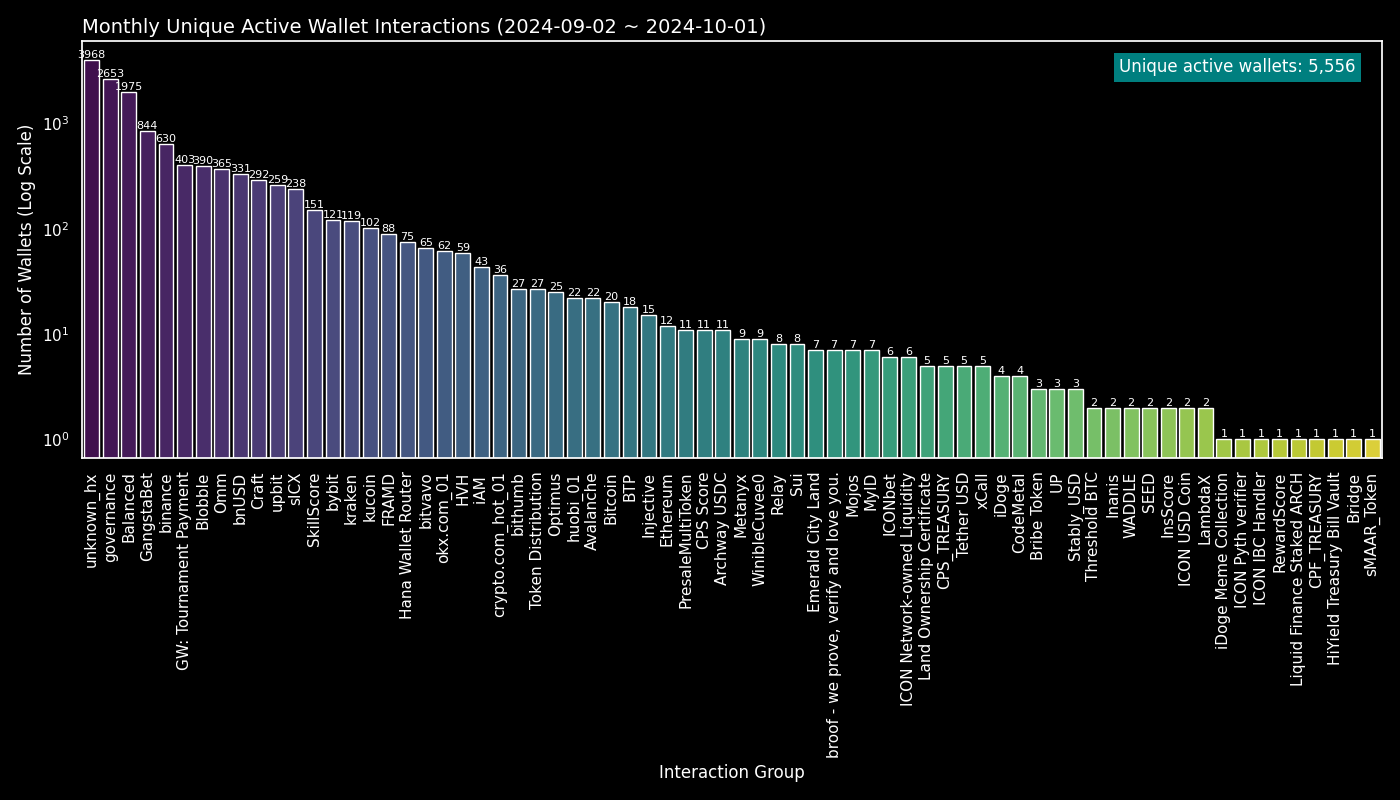 Monthly Unique Active Wallet Interactions (2024-09-02 ~ 2024-10-01)
Unique active wallets: 5,556
Number of Wallets (Log Scale)
10³
10²
10¹
10⁰
3968
2653
1975
844
630
403
390
365
331
292
259
238
151
121
119
102
88
75
65
62
59
43
36
27
27
25
22
22
20
18
15
12
11
11
11
9
9
8
8
7
7
7
7
6
6
5
5
5
5
4
4
3
3
3
2
2
2
2
2
2
2
1
1
1
1
1
1
1
1
1
unknown_hx
governance
Balanced
GangstaBet
binance
GW: Tournament Payment
Blobble
Omm
bnUSD
Craft
upbit
sICX
SkillScore
bybit
kraken
kucoin
FRAMD
Hana Wallet Router
bitvavo
okx.com_01
HVH
iAM
crypto.com_hot_01
bithumb
Token Distribution
Optimus
huobi_01
Avalanche
Bitcoin
BTP
Injective
Ethereum
PresaleMultiToken
CPS Score
Archway USDC
Metanyx
WinibleCuvee0
Relay
Sui
Emerald City Land
broof - we prove, verify and love you.
Mojos
MyID
ICONbet
ICON Network-owned Liquidity
Land Ownership Certificate
CPS_TREASURY
Tether USD
xCall
iDoge
CodeMetal
Bribe Token
UP
Stably_USD
Threshold BTC
Inanis
WADDLE
SEED
InsScore
ICON USD Coin
LambdaX
iDoge Meme Collection
ICON Pyth verifier
ICON IBC Handler
RewardScore
Liquid Finance Staked ARCH
CPF_TREASURY
HiYield Treasury Bill Vault
Bridge
sMAAR_Token
Interaction Group